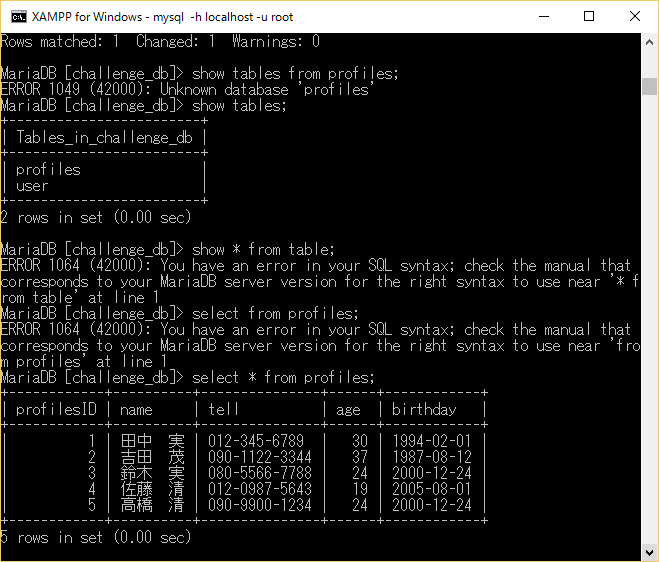 XAMPP for Windows - mysql  -h localhost -u root
Rows matched: 1  Changed: 1  Warnings: 0
MariaDB [challenge_db]> show tables from profiles;
ERROR 1049 (42000): Unknown database 'profiles'
MariaDB [challenge_db]> show tables;
+------------------------+
| Tables_in_challenge_db |
+------------------------+
| profiles               |
| user                   |
+------------------------+
2 rows in set (0.00 sec)
MariaDB [challenge_db]> show * from table;
ERROR 1064 (42000): You have an error in your SQL syntax; check the manual that
corresponds to your MariaDB server version for the right syntax to use near '* f
rom table' at line 1
MariaDB [challenge_db]> select from profiles;
ERROR 1064 (42000): You have an error in your SQL syntax; check the manual that
corresponds to your MariaDB server version for the right syntax to use near 'fro
m profiles' at line 1
MariaDB [challenge_db]> select * from profiles;
+------------+-----------+---------------+------+------------+
| profilesID | name      | tell          | age  | birthday   |
+------------+-----------+---------------+------+------------+
|          1 | 田中　実  | 012-345-6789  |   30 | 1994-02-01 |
|          2 | 吉田　茂  | 090-1122-3344 |   37 | 1987-08-12 |
|          3 | 鈴木　実  | 080-5566-7788 |   24 | 2000-12-24 |
|          4 | 佐藤　清  | 012-0987-5643 |   19 | 2005-08-01 |
|          5 | 高橋　清  | 090-9900-1234 |   24 | 2000-12-24 |
+------------+-----------+---------------+------+------------+
5 rows in set (0.00 sec)